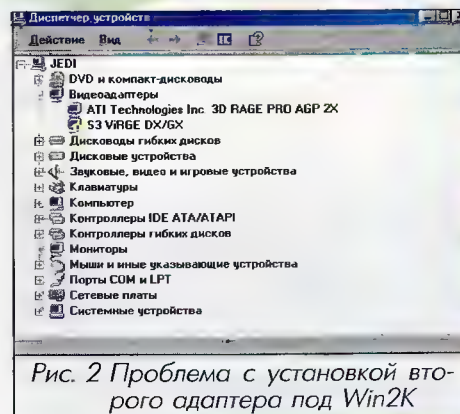 Диспетчер устройств
Действие Вид
JEDI
DVD и компакт-дисководы
Видеоадаптеры
ATI Technologies Inc. 3D RAGE PRO AGP 2X
S3 ViRGE DX/GX
Дисководы гибких дисков
Дисковые устройства
Звуковые, видео и игровые устройства
Клавиатуры
Компьютер
Контроллеры IDE ATA/ATAPI
Контроллеры гибких дисков
Мониторы
Мыши и иные указывающие устройства
Порты COM и LPT
Сетевые платы
Системные устройства
Рис. 2 Проблема с установкой вто-
рого адаптера под Win2K